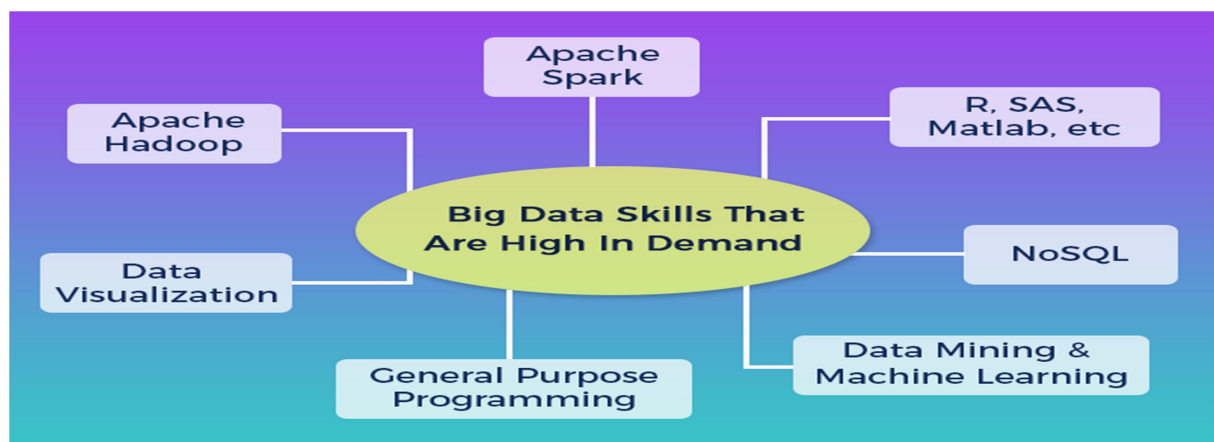 Apache
Spark
R, SAS,
Matlab, etc
Apache
Hadoop
Big Data Skills That
Are High In Demand
NoSQL
Data
Visualization
Data Mining &
Machine Learning
General Purpose
Programming